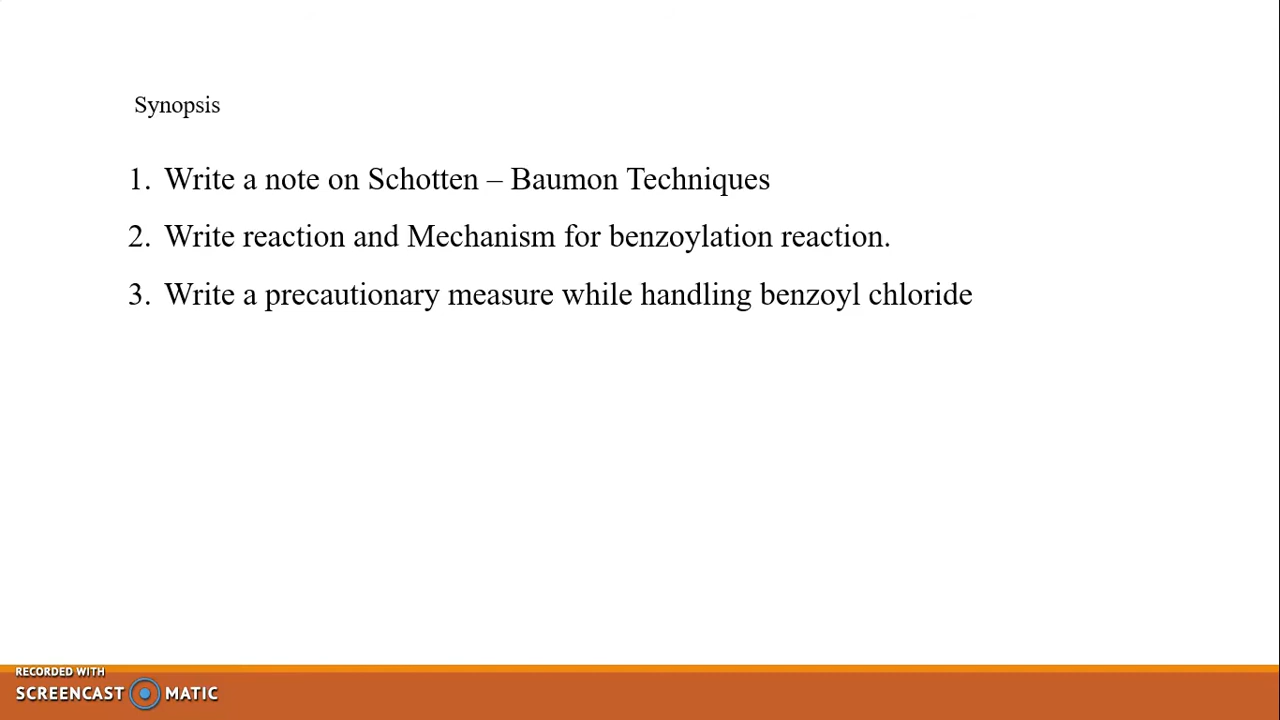 Synopsis
1. Write a note on Schotten – Baumon Techniques
2. Write reaction and Mechanism for benzoylation reaction.
3. Write a precautionary measure while handling benzoyl chloride
RECORDED WITH
SCREENCAST MATIC